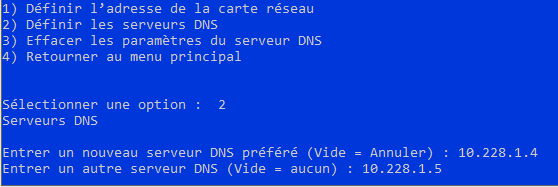 1) Définir l’adresse de la carte réseau
2) Définir les serveurs DNS
3) Effacer les paramètres du serveur DNS
4) Retourner au menu principal
Sélectionner une option :  2
Serveurs DNS
Entrer un nouveau serveur DNS préféré (Vide = Annuler) : 10.228.1.4
Entrer un autre serveur DNS (Vide = aucun) : 10.228.1.5